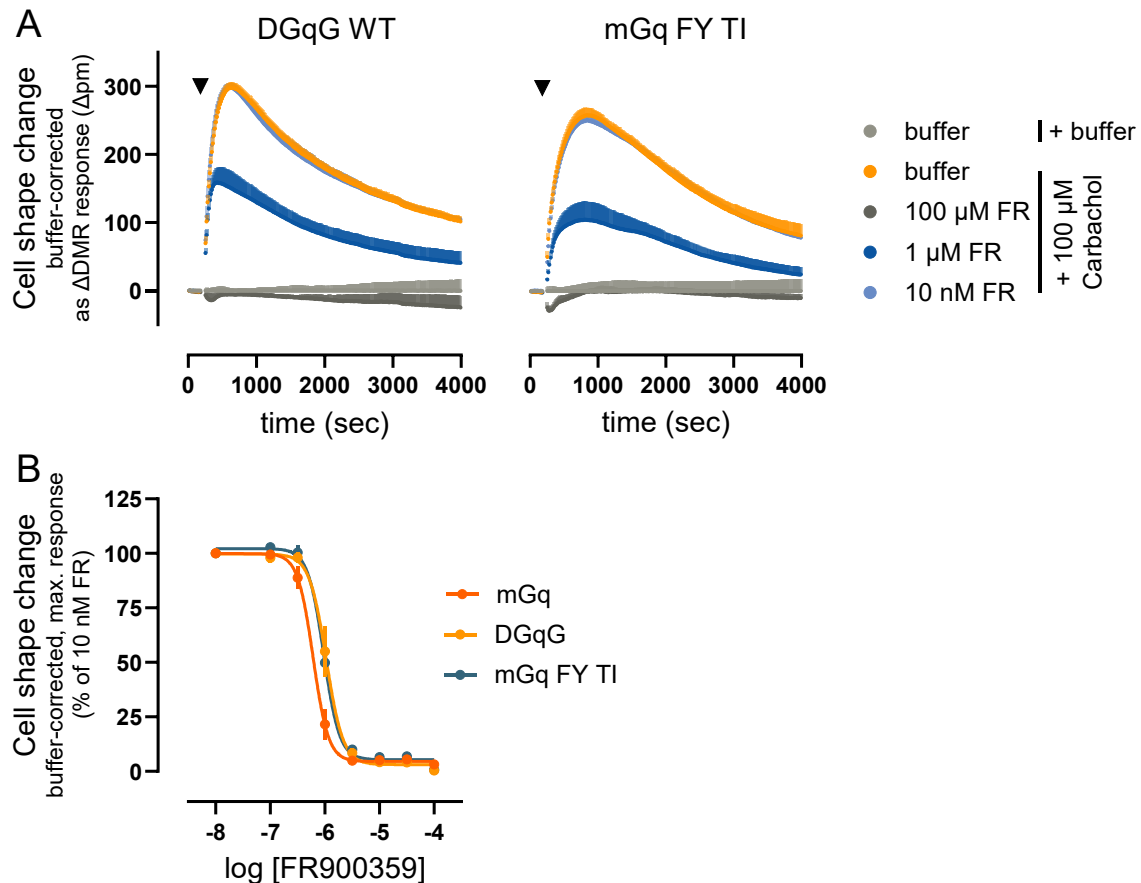 A
DGqG WT
mGq FY TI
Cell shape change
buffer-corrected
as ΔDMR response (Δpm)
300
200
100
0
0 1000 2000 3000 4000
time (sec)
0 1000 2000 3000 4000
time (sec)
buffer
+ buffer
buffer
100 µM FR
1 µM FR
10 nM FR
+ 100 µM
Carbachol
B
Cell shape change
buffer-corrected, max. response
(% of 10 nM FR)
125
100
75
50
25
0
-8 -7 -6 -5 -4
log [FR900359]
mGq
DGqG
mGq FY TI